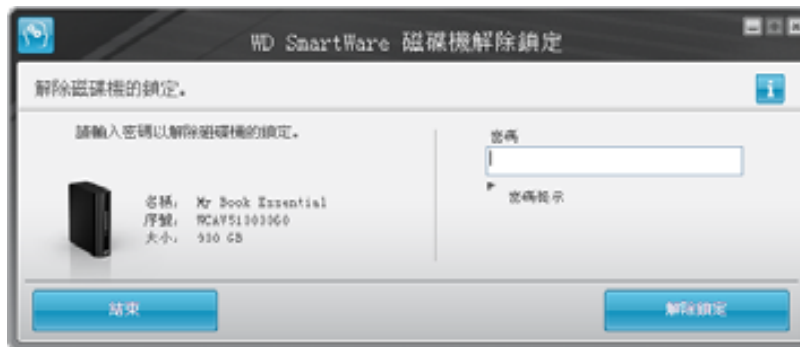 WD SmartWare 磁碟機解除鎖定
解除磁碟機的鎖定。
請輸入密碼以解除磁碟機的鎖定。
名稱: My Book Essential
序號:
大小: 930 GB
密碼
密碼提示
結束
解除鎖定